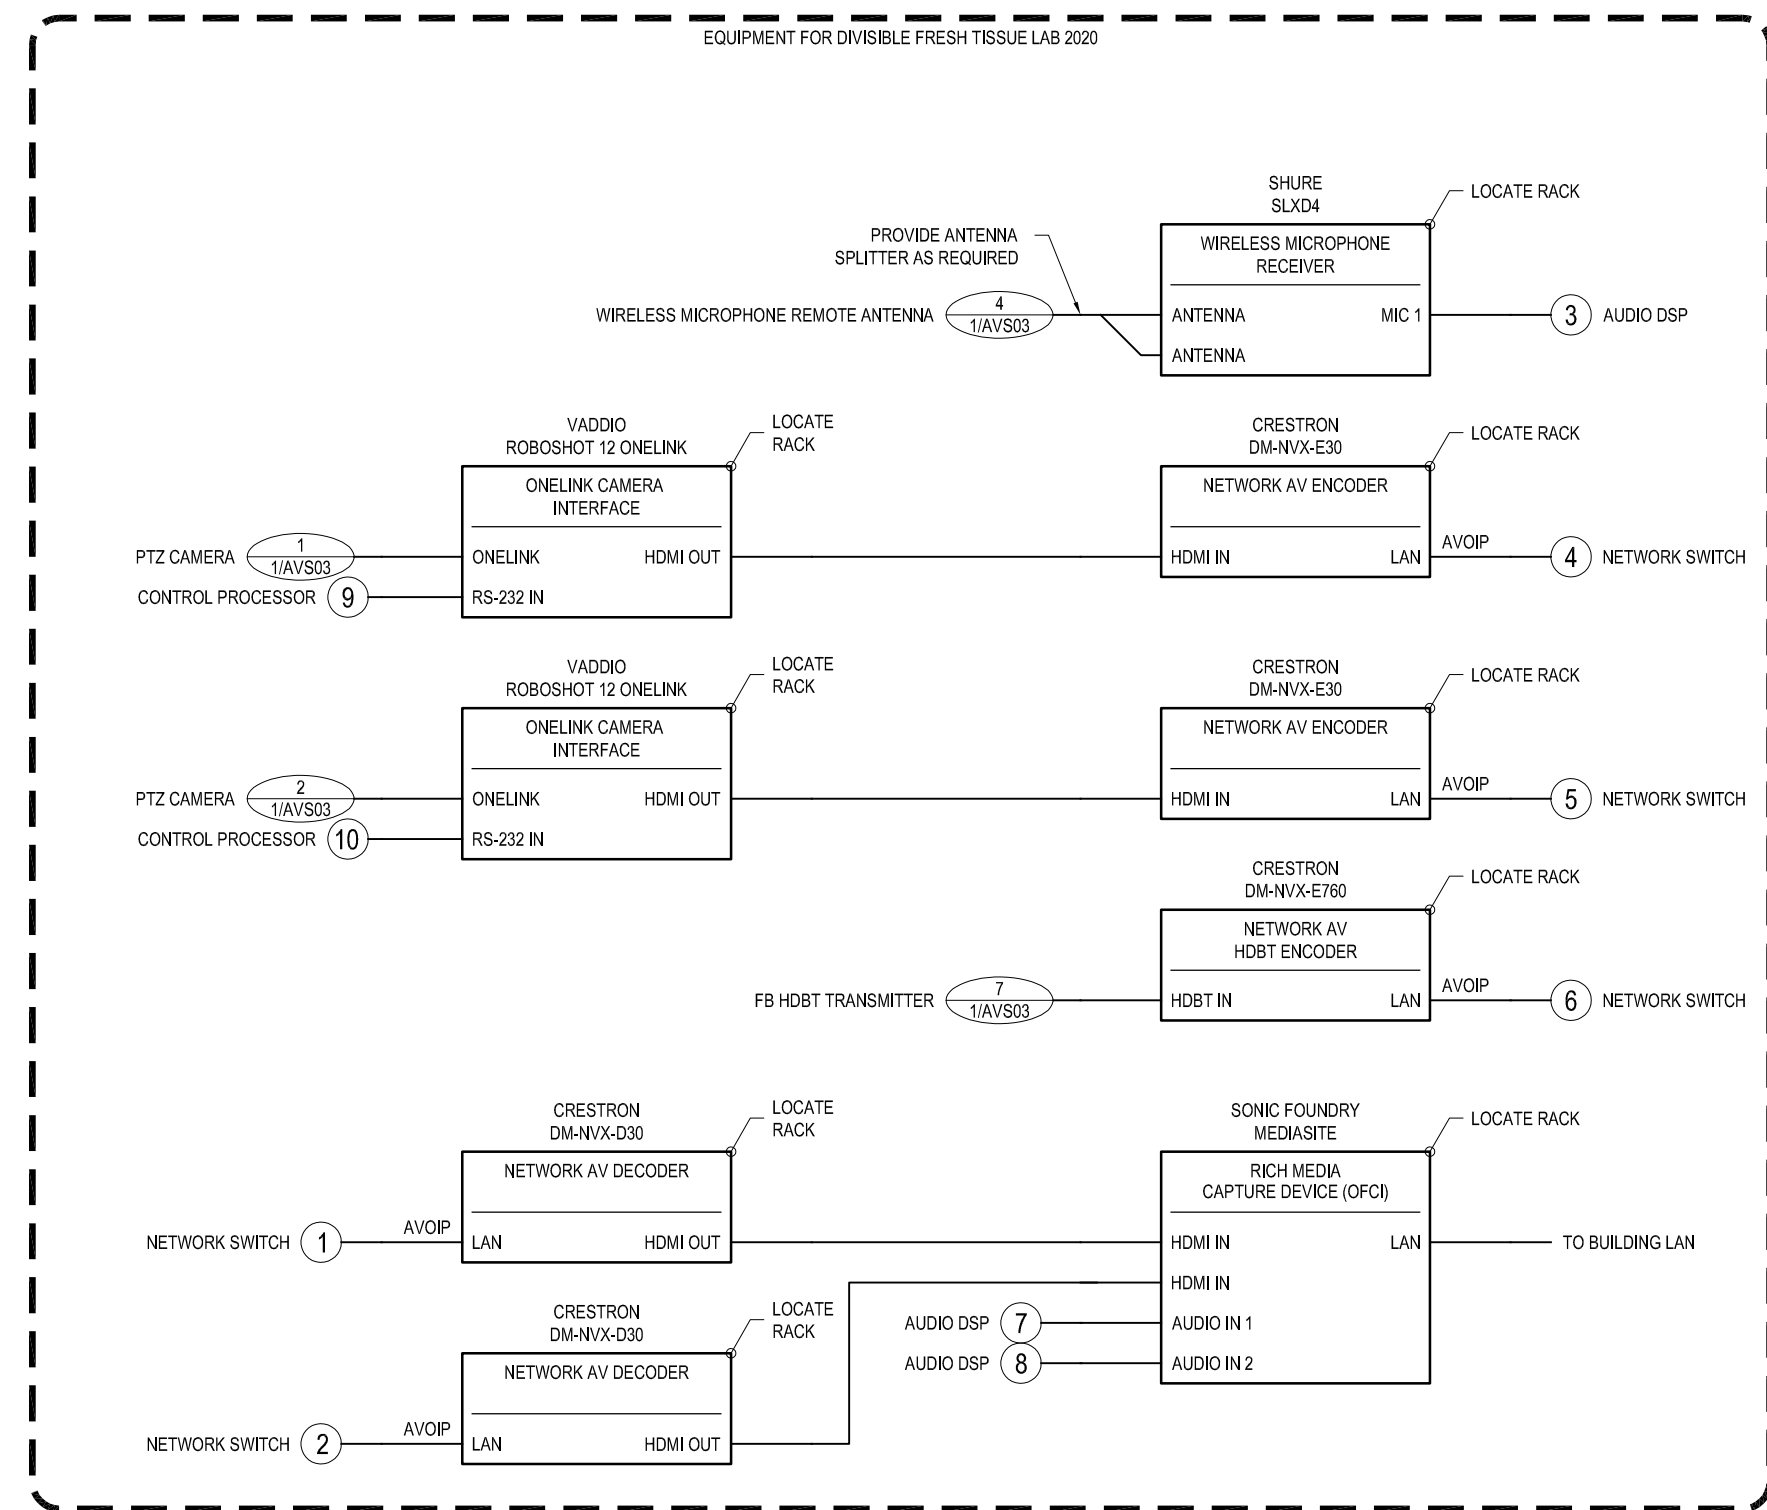 EQUIPMENT FOR DIVISIBLE FRESH TISSUE LAB 2020
SHURE
SLXD4
LOCATE RACK
PROVIDE ANTENNA
SPLITTER AS REQUIRED
WIRELESS MICROPHONE
RECEIVER
WIRELESS MICROPHONE REMOTE ANTENNA
4
1/AVS03
ANTENNA
MIC 1
3
AUDIO DSP
ANTENNA
VADDIO
ROBOSHOT 12 ONELINK
LOCATE
RACK
ONELINK CAMERA
INTERFACE
PTZ CAMERA
1
1/AVS03
ONELINK
HDMI OUT
CONTROL PROCESSOR
9
RS-232 IN
CRESTRON
DM-NVX-E30
LOCATE RACK
NETWORK AV ENCODER
HDMI IN
LAN
AVOIP
4
NETWORK SWITCH
VADDIO
ROBOSHOT 12 ONELINK
LOCATE
RACK
ONELINK CAMERA
INTERFACE
PTZ CAMERA
2
1/AVS03
ONELINK
HDMI OUT
CONTROL PROCESSOR
10
RS-232 IN
CRESTRON
DM-NVX-E30
LOCATE RACK
NETWORK AV ENCODER
HDMI IN
LAN
AVOIP
5
NETWORK SWITCH
CRESTRON
DM-NVX-E760
LOCATE RACK
NETWORK AV
HDBT ENCODER
FB HDBT TRANSMITTER
7
1/AVS03
HDBT IN
LAN
AVOIP
6
NETWORK SWITCH
CRESTRON
DM-NVX-D30
LOCATE
RACK
NETWORK AV DECODER
NETWORK SWITCH
1
AVOIP
LAN
HDMI OUT
SONIC FOUNDRY
MEDIASITE
LOCATE RACK
RICH MEDIA
CAPTURE DEVICE (OFCI)
HDMI IN
LAN
TO BUILDING LAN
HDMI IN
AUDIO DSP
7
AUDIO IN 1
AUDIO DSP
8
AUDIO IN 2
CRESTRON
DM-NVX-D30
LOCATE
RACK
NETWORK AV DECODER
NETWORK SWITCH
2
AVOIP
LAN
HDMI OUT